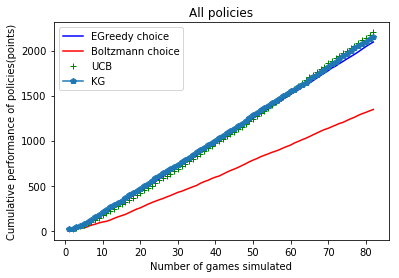 All policies
Cumulative performance of policies(points)
2000
1500
1000
500
0
EGreedy choice
Boltzmann choice
UCB
KG
0 10 20 30 40 50 60 70 80
Number of games simulated